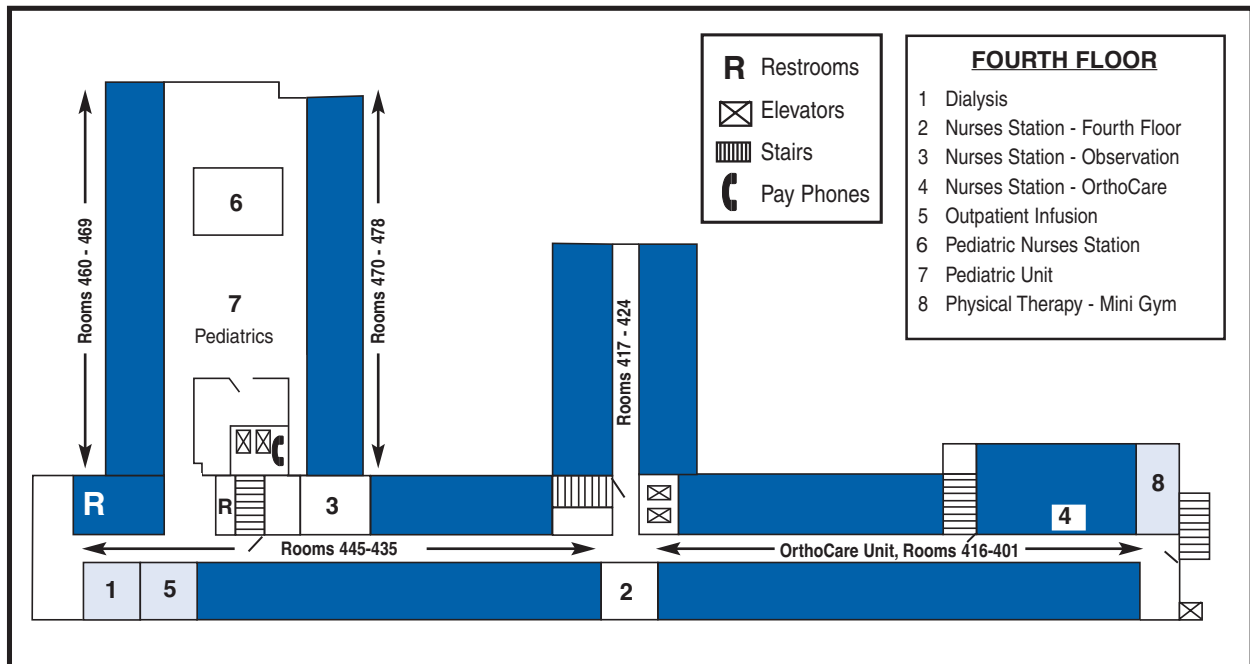 R Restrooms
Elevators
Stairs
Pay Phones
FOURTH FLOOR
1 Dialysis
2 Nurses Station - Fourth Floor
3 Nurses Station - Observation
4 Nurses Station - OrthoCare
5 Outpatient Infusion
6 Pediatric Nurses Station
7 Pediatric Unit
8 Physical Therapy - Mini Gym
Rooms 460 - 469
6
Rooms 470 - 478
7
Pediatrics
Rooms 417 - 424
R
R
3
8
4
Rooms 445-435
OrthoCare Unit, Rooms 416-401
1
5
2